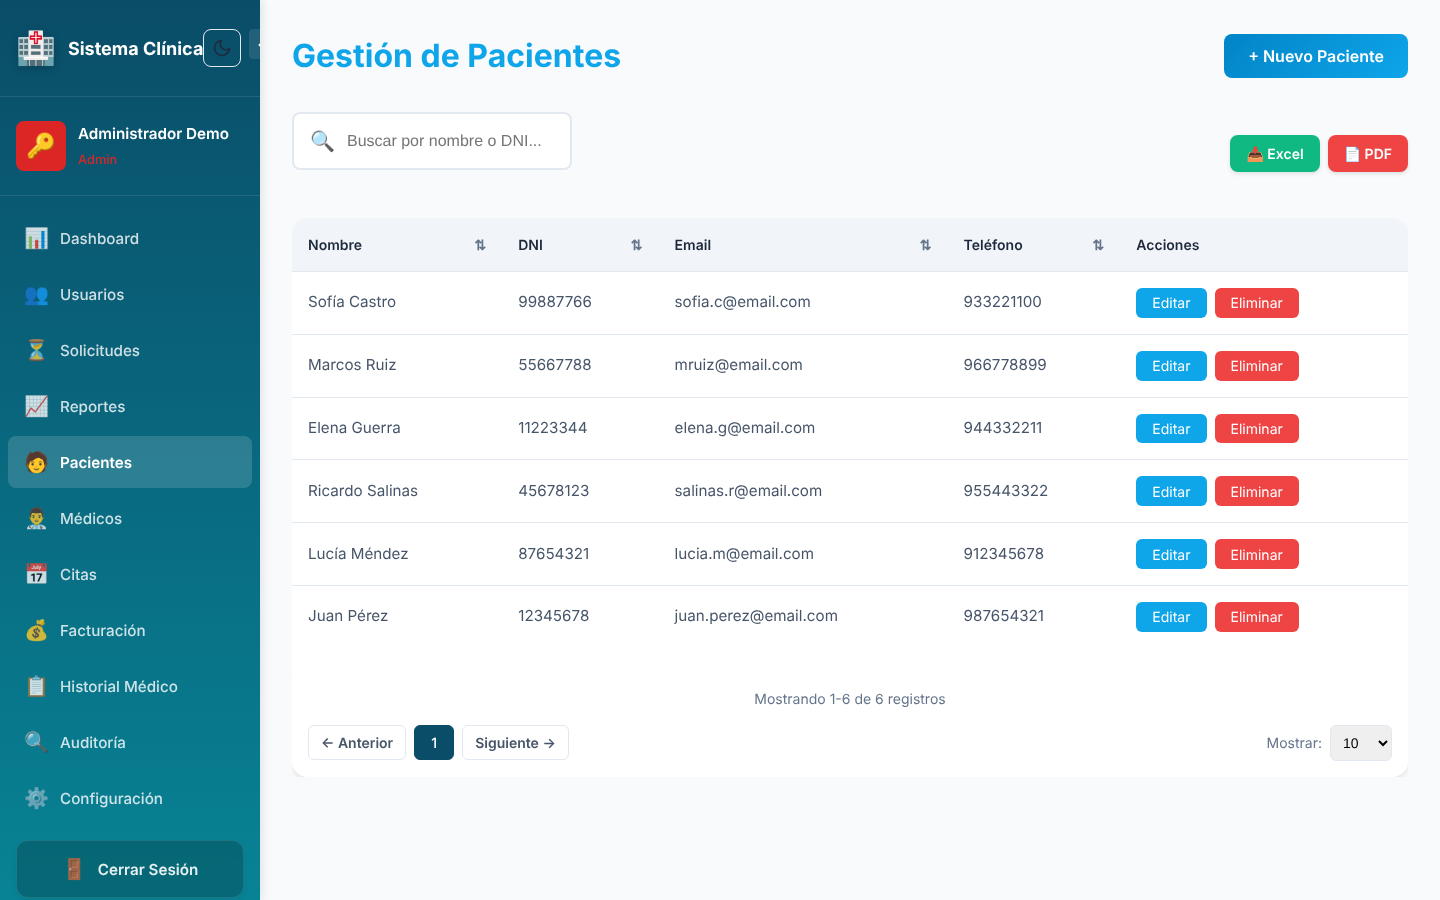 Sistema Clínica
Administrador Demo
Admin
Dashboard
Usuarios
Solicitudes
Reportes
Pacientes
Médicos
Citas
Facturación
Historial Médico
Auditoría
Configuración
Cerrar Sesión
Gestión de Pacientes
+ Nuevo Paciente
Buscar por nombre o DNI...
Excel PDF
Nombre ⇅ DNI ⇅ Email ⇅ Teléfono ⇅ Acciones
Sofía Castro 99887766 sofia.c@email.com 933221100 Editar Eliminar
Marcos Ruiz 55667788 mruiz@email.com 966778899 Editar Eliminar
Elena Guerra 11223344 elena.g@email.com 944332211 Editar Eliminar
Ricardo Salinas 45678123 salinas.r@email.com 955443322 Editar Eliminar
Lucía Méndez 87654321 lucia.m@email.com 912345678 Editar Eliminar
Juan Pérez 12345678 juan.perez@email.com 987654321 Editar Eliminar
Mostrando 1-6 de 6 registros
← Anterior 1 Siguiente → Mostrar: 10